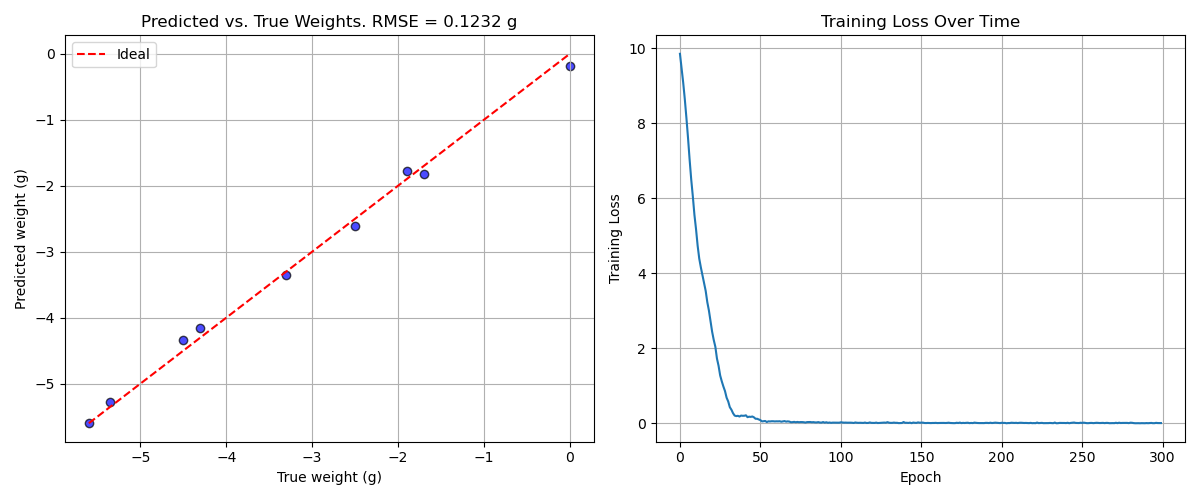 Predicted vs. True Weights. RMSE = 0.1232 g
Ideal
0
−1
−2
−3
−4
−5
Predicted weight (g)
−5 −4 −3 −2 −1 0
True weight (g)
Training Loss Over Time
10
8
6
4
2
0
Training Loss
0 50 100 150 200 250 300
Epoch